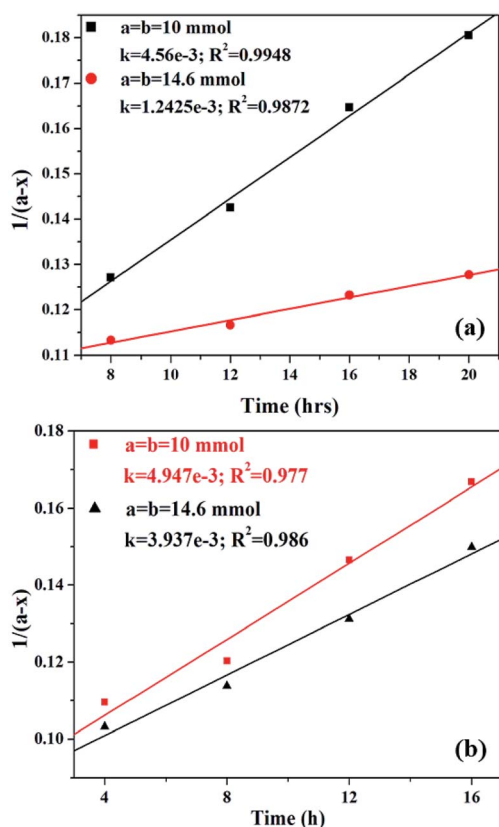 0.18
0.17
0.16
0.15
0.14
0.13
0.12
0.11
1/(a-x)
a=b=10 mmol
k=4.56e-3; R²=0.9948
a=b=14.6 mmol
k=1.2425e-3; R²=0.9872
(a)
8 10 12 14 16 18 20
Time (hrs)
0.18
0.16
0.14
0.12
0.10
1/(a-x)
a=b=10 mmol
k=4.947e-3; R²=0.977
a=b=14.6 mmol
k=3.937e-3; R²=0.986
(b)
4 8 12 16
Time (h)